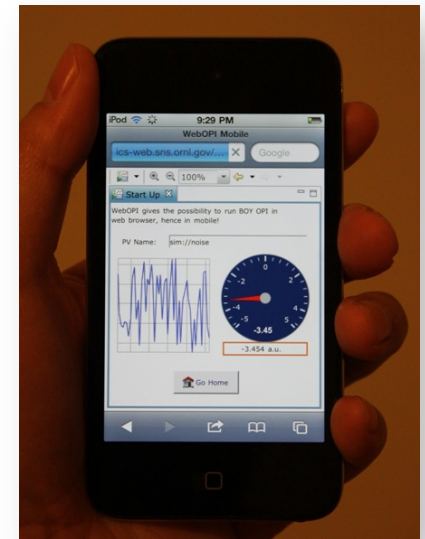 iPod 9:29 PM
WebOPI Mobile
ics-web.sns.ornl.gov/... Google
100%
Start Up
WebOPI gives the possibility to run BOY OPI in
web browser, hence in mobile!
PV Name: sim://noise
0
-2 2
-4 4
-5 5
-3.45
-3.454 a.u.
Go Home